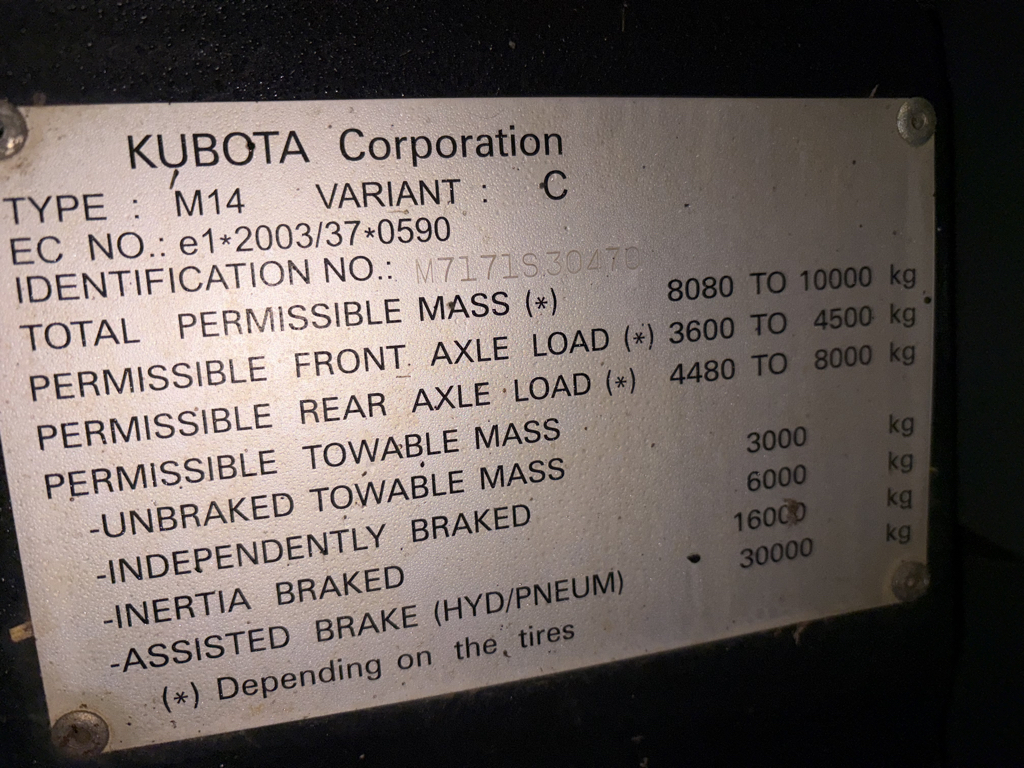 KUBOTA Corporation
TYPE : M14 VARIANT : C
EC NO.: e1*2003/37*0590
IDENTIFICATION NO.:
TOTAL PERMISSIBLE MASS (*) 8080 TO 10000 kg
PERMISSIBLE FRONT AXLE LOAD (*) 3600 TO 4500 kg
PERMISSIBLE REAR AXLE LOAD (*) 4480 TO 8000 kg
PERMISSIBLE TOWABLE MASS
-UNBRAKED TOWABLE MASS 3000 kg
-INDEPENDENTLY BRAKED 6000 kg
-INERTIA BRAKED 16000 kg
-ASSISTED BRAKE (HYD/PNEUM) 30000 kg
(*) Depending on the tires